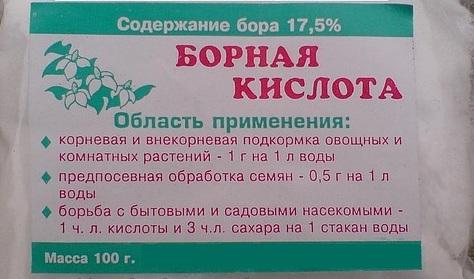 Содержание бора 17,5%
БОРНАЯ
КИСЛОТА
Область применения:
♦ корневая и внекорневая подкормка овощных и
комнатных растений - 1 г на 1 л воды
♦ предпосевная обработка семян - 0,5 г на 1 л
воды
♦ борьба с бытовыми и садовыми насекомыми -
1 ч. л. кислоты и 3 ч.л. сахара на 1 стакан воды
Масса 100 г.